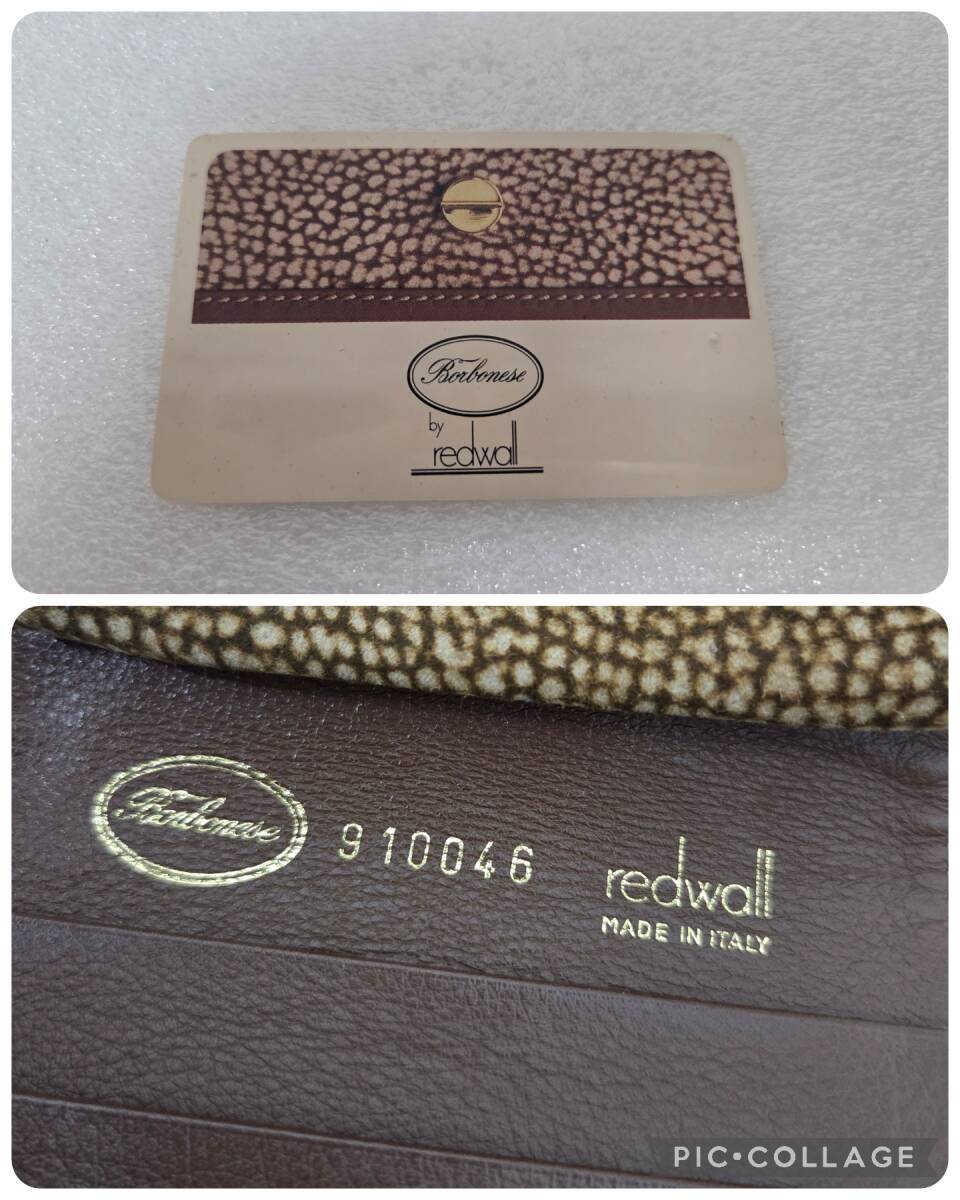 Borbonese
by
redwall
Borbonese
910046
redwall
MADE IN ITALY
PIC•COLLAGE